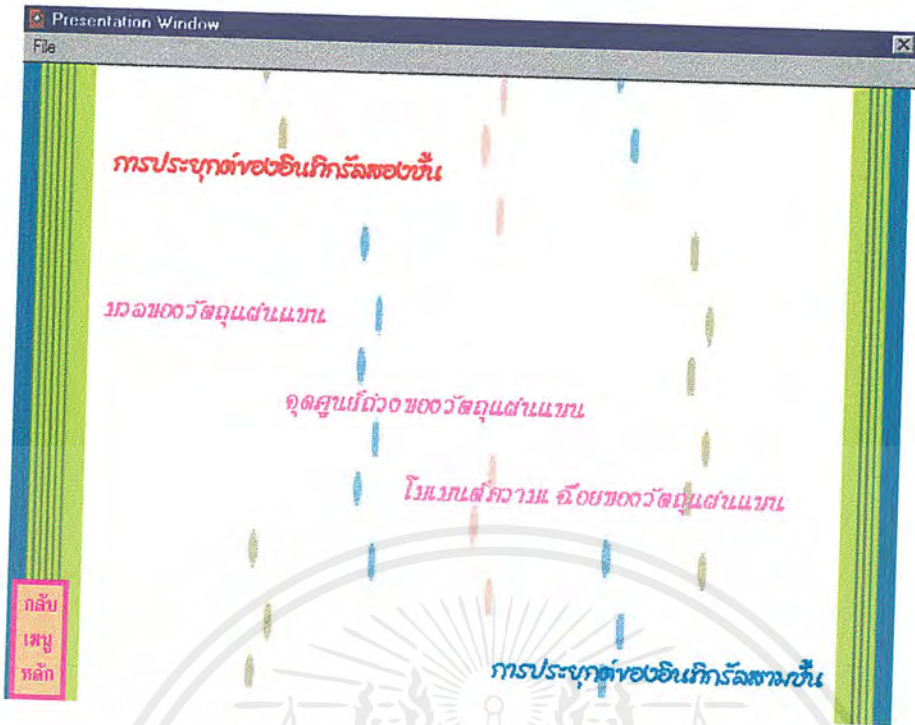 Presentation Window
File
การประยุกต์ของอินทิกรัลสองชั้น
มวลของวัตถุแผ่นแบน
จุดศูนย์ถ่วงของวัตถุแผ่นแบน
โมเมนต์ความเฉื่อยของวัตถุแผ่นแบน
กลับ
เมนู
หลัก
การประยุกต์ของอินทิกรัลสามชั้น